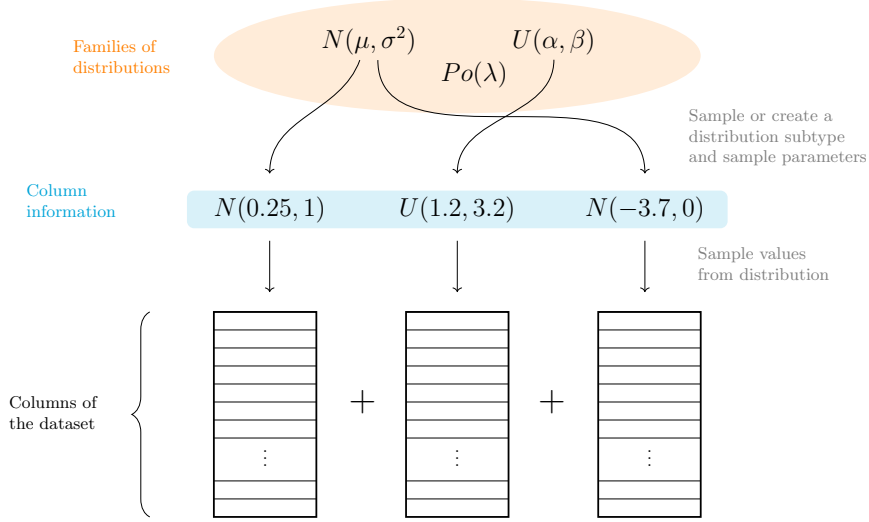 Families of
distributions
N(μ, σ²)
U(α, β)
Po(λ)
Sample or create a
distribution subtype
and sample parameters
Column
information
N(0.25, 1)
U(1.2, 3.2)
N(−3.7, 0)
Sample values
from distribution
Columns of
the dataset
+
+
⋮
⋮
⋮